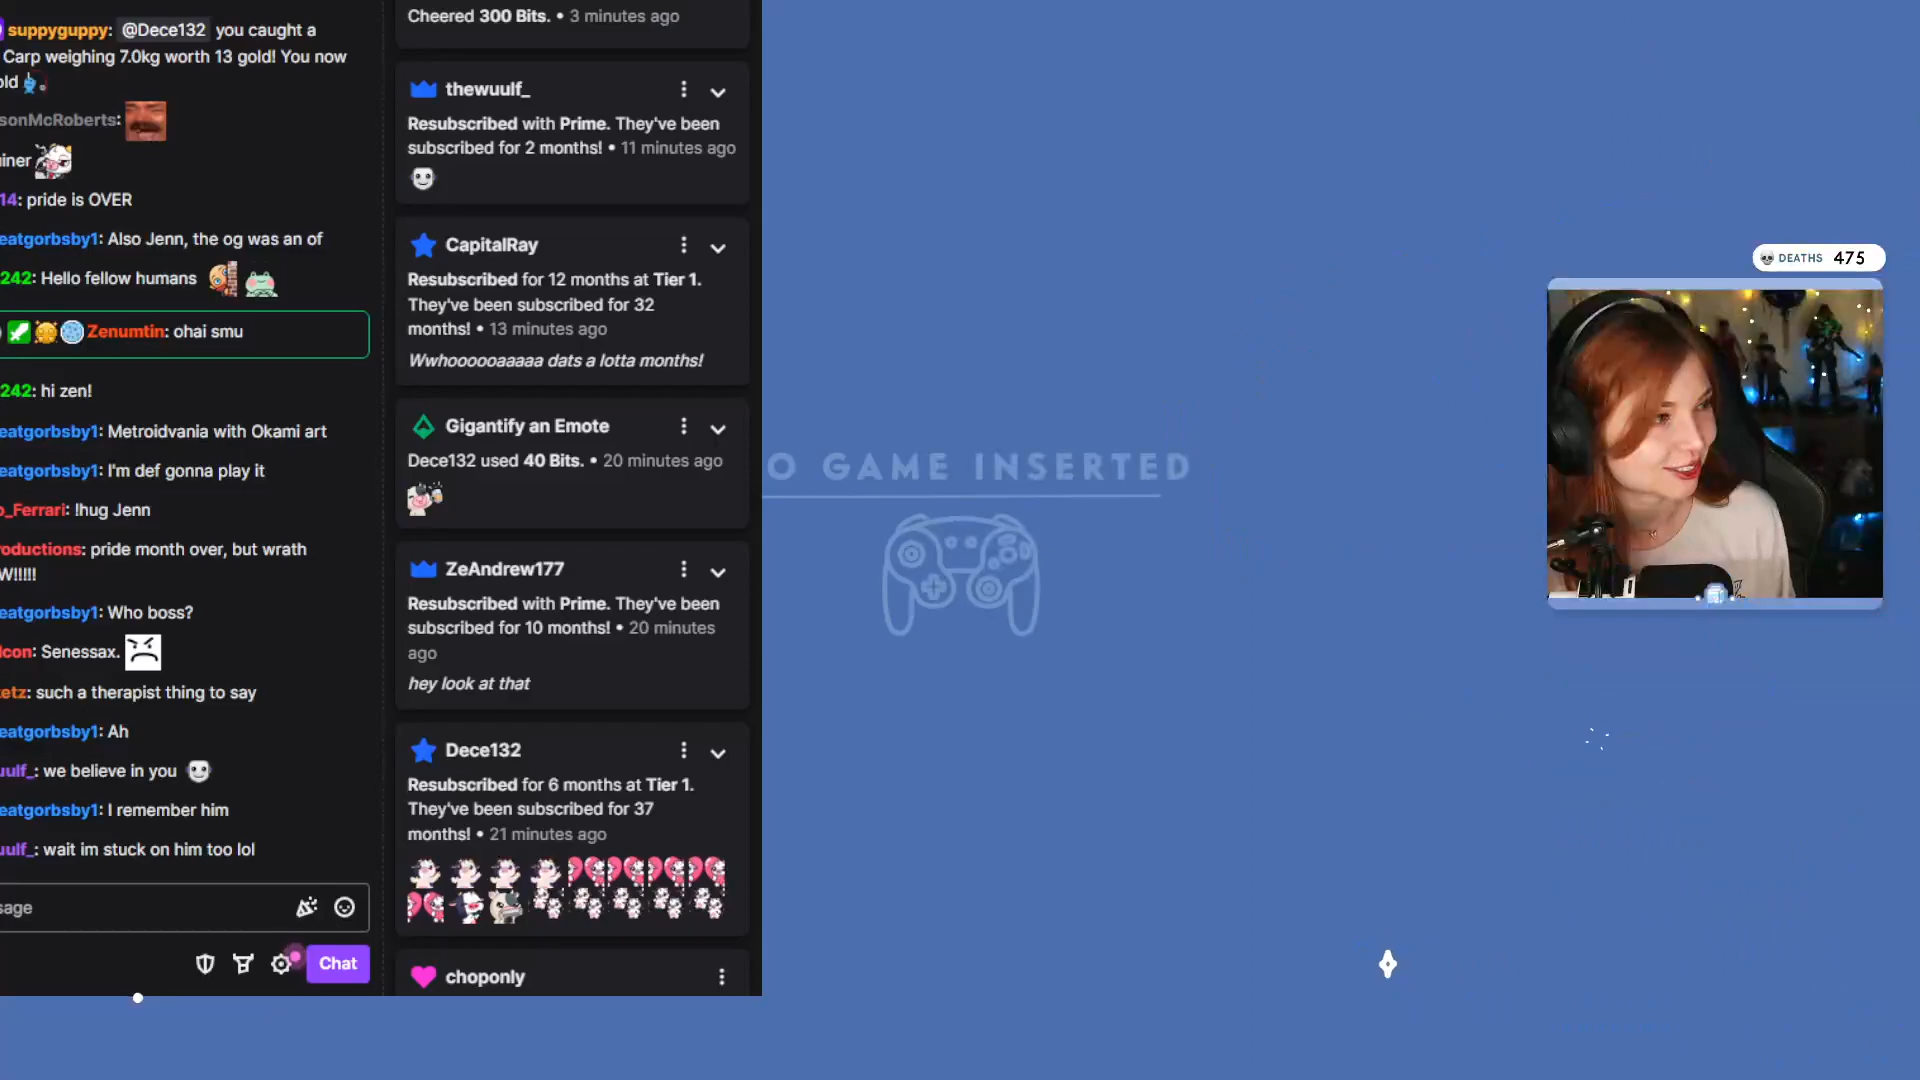 suppyguppy: @Dece132 you caught a
Carp weighing 7.0kg worth 13 gold! You now
old
sonMcRoberts:
iner
14: pride is OVER
eatgorbsby1: Also Jenn, the og was an of
242: Hello fellow humans
Zenumtin: ohai smu
242: hi zen!
eatgorbsby1: Metroidvania with Okami art
eatgorbsby1: I'm def gonna play it
o_Ferrari: !hug Jenn
roductions: pride month over, but wrath
W!!!!!
eatgorbsby1: Who boss?
lcon: Senessax.
etz: such a therapist thing to say
eatgorbsby1: Ah
uulf_: we believe in you
eatgorbsby1: I remember him
uulf_: wait im stuck on him too lol
sage
Chat
Cheered 300 Bits. • 3 minutes ago
thewuulf_
Resubscribed with Prime. They've been
subscribed for 2 months! • 11 minutes ago
CapitalRay
Resubscribed for 12 months at Tier 1.
They've been subscribed for 32
months! • 13 minutes ago
Wwhoooooaaaaa dats a lotta months!
Gigantify an Emote
Dece132 used 40 Bits. • 20 minutes ago
ZeAndrew177
Resubscribed with Prime. They've been
subscribed for 10 months! • 20 minutes
ago
hey look at that
Dece132
Resubscribed for 6 months at Tier 1.
They've been subscribed for 37
months! • 21 minutes ago
choponly
O GAME INSERTED
DEATHS 475